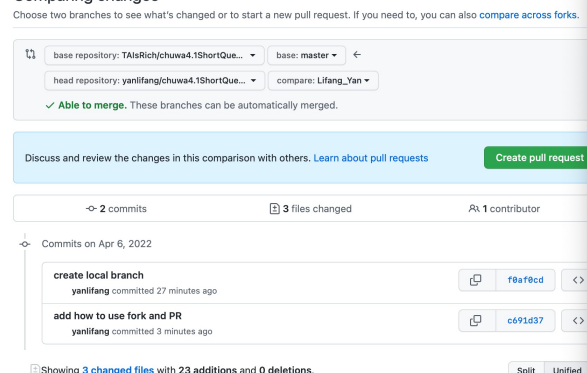 Comparing changes
Choose two branches to see what's changed or to start a new pull request. If you need to, you can also compare across forks.
base repository: TAIsRich/chuwa4.1ShortQue... base: master ←
head repository: yanlifang/chuwa4.1ShortQue... compare: Lifang_Yan
✓ Able to merge. These branches can be automatically merged.
Discuss and review the changes in this comparison with others. Learn about pull requests Create pull request
2 commits 3 files changed 1 contributor
Commits on Apr 6, 2022
create local branch
f0af0cd <>
yanlifang committed 27 minutes ago
add how to use fork and PR
c691d37 <>
yanlifang committed 3 minutes ago
Showing 3 changed files with 23 additions and 0 deletions. Split Unified